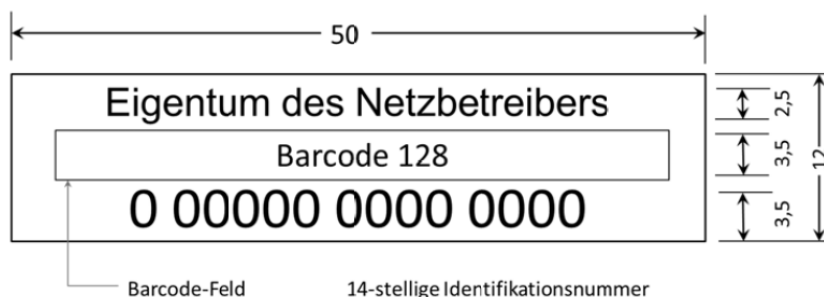 50
Eigentum des Netzbetreibers
2,5
Barcode 128
3,5
12
0 00000 0000 0000
3,5
Barcode-Feld
14-stellige Identifikationsnummer